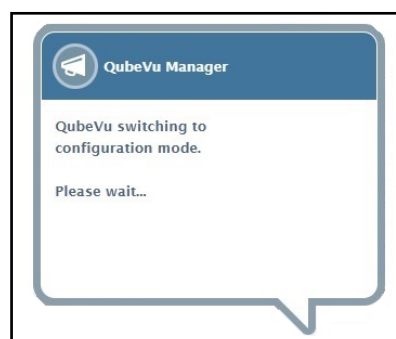 QubeVu Manager
QubeVu switching to
configuration mode.
Please wait...